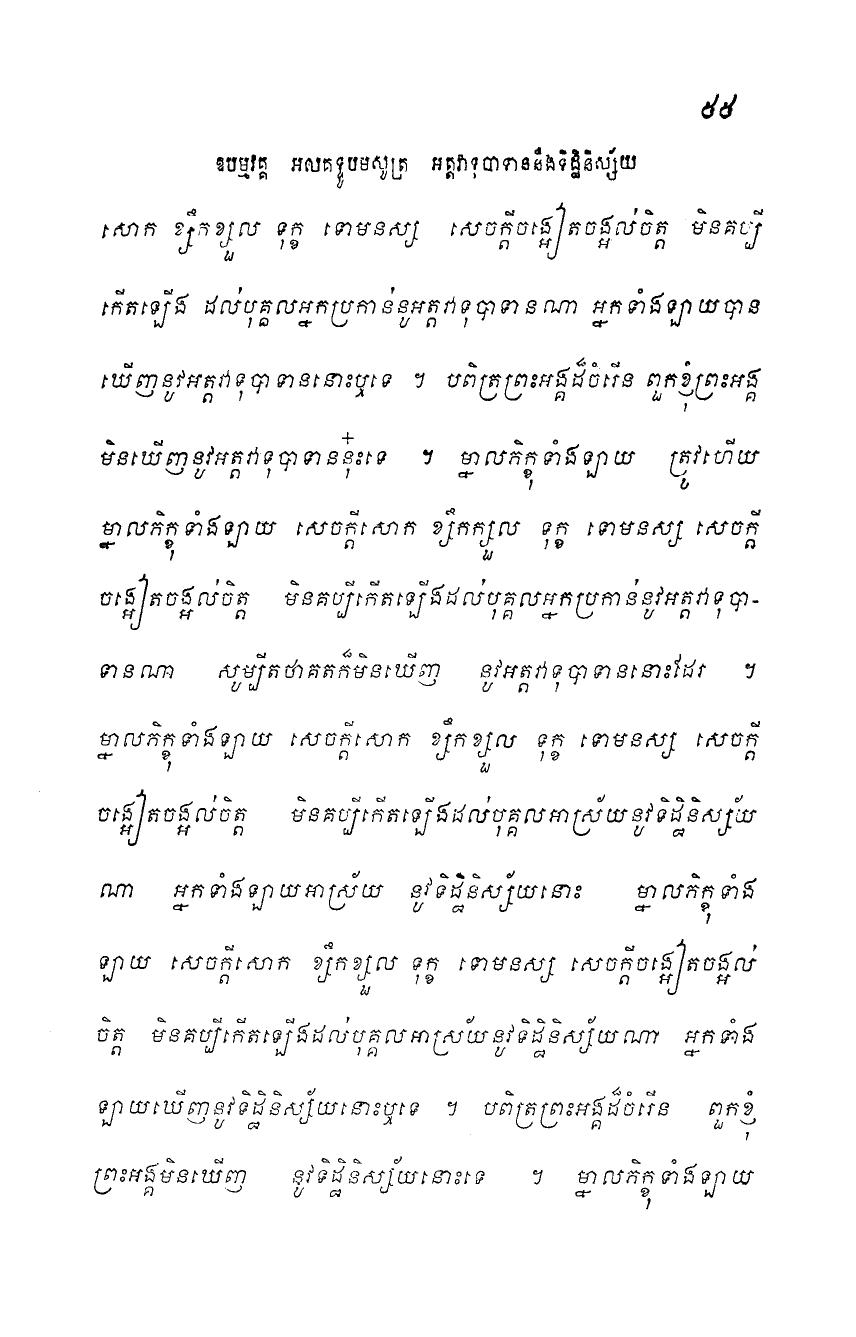 ៥៥
ឧបម្មវគ្គ អលគទ្ទូបមសូត្រ អត្តវាទុបាទាននឹងទិដ្ឋិនិស្ស័យ
សោក ខ្សឹកខ្សួល ទុក្ខ ទោមនស្ស សេចក្តីចង្អៀតចង្អល់ចិត្ត មិនគប្បី
កើតឡើង ដល់បុគ្គលអ្នកប្រកាន់នូវអត្តវាទុបាទានណា អ្នកទាំងឡាយបាន
ឃើញនូវអត្តវាទុបាទាននោះឬទេ ។ បពិត្រព្រះអង្គដ៏ចំរើន ពួកខ្ញុំព្រះអង្គ
មិនឃើញនូវអត្តវាទុបាទាននុ៎ះទេ ។ ម្នាលភិក្ខុទាំងឡាយ ត្រូវហើយ
ម្នាលភិក្ខុទាំងឡាយ សេចក្តីសោក ខ្សឹកក្សួល ទុក្ខ ទោមនស្ស សេចក្តី
ចង្អៀតចង្អល់ចិត្ត មិនគប្បីកើតឡើងដល់បុគ្គលអ្នកប្រកាន់នូវអត្តវាទុបា-
ទានណា សូម្បីតថាគតក៏មិនឃើញ នូវអត្តវាទុបាទាននោះដែរ ។
ម្នាលភិក្ខុទាំងឡាយ សេចក្តីសោក ខ្សឹកខ្សួល ទុក្ខ ទោមនស្ស សេចក្តី
ចង្អៀតចង្អល់ចិត្ត មិនគប្បីកើតឡើងដល់បុគ្គលអាស្រ័យនូវទិដ្ឋិនិស្ស័យ
ណា អ្នកទាំងឡាយអាស្រ័យ នូវទិដ្ឋិនិស្ស័យនោះ ម្នាលភិក្ខុទាំង
ឡាយ សេចក្តីសោក ខ្សឹកខ្សួល ទុក្ខ ទោមនស្ស សេចក្តីចង្អៀតចង្អល់
ចិត្ត មិនគប្បីកើតឡើងដល់បុគ្គលអាស្រ័យនូវទិដ្ឋិនិស្ស័យណា អ្នកទាំង
ឡាយឃើញនូវទិដ្ឋិនិស្ស័យនោះឬទេ ។ បពិត្រព្រះអង្គដ៏ចំរើន ពួកខ្ញុំ
ព្រះអង្គមិនឃើញ នូវទិដ្ឋិនិស្ស័យនោះទេ ។ ម្នាលភិក្ខុទាំងឡាយ